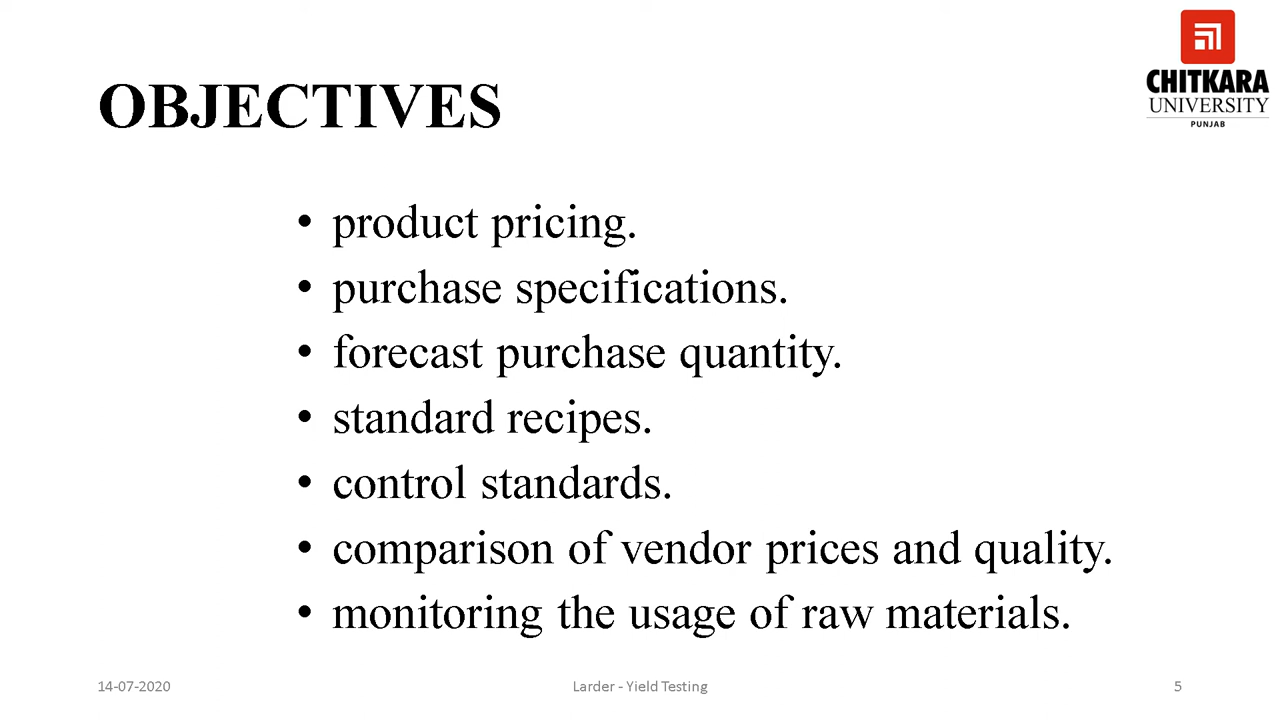 CHITKARA
UNIVERSITY
PUNJAB
OBJECTIVES
• product pricing.
• purchase specifications.
• forecast purchase quantity.
• standard recipes.
• control standards.
• comparison of vendor prices and quality.
• monitoring the usage of raw materials.
14-07-2020
Larder - Yield Testing
5